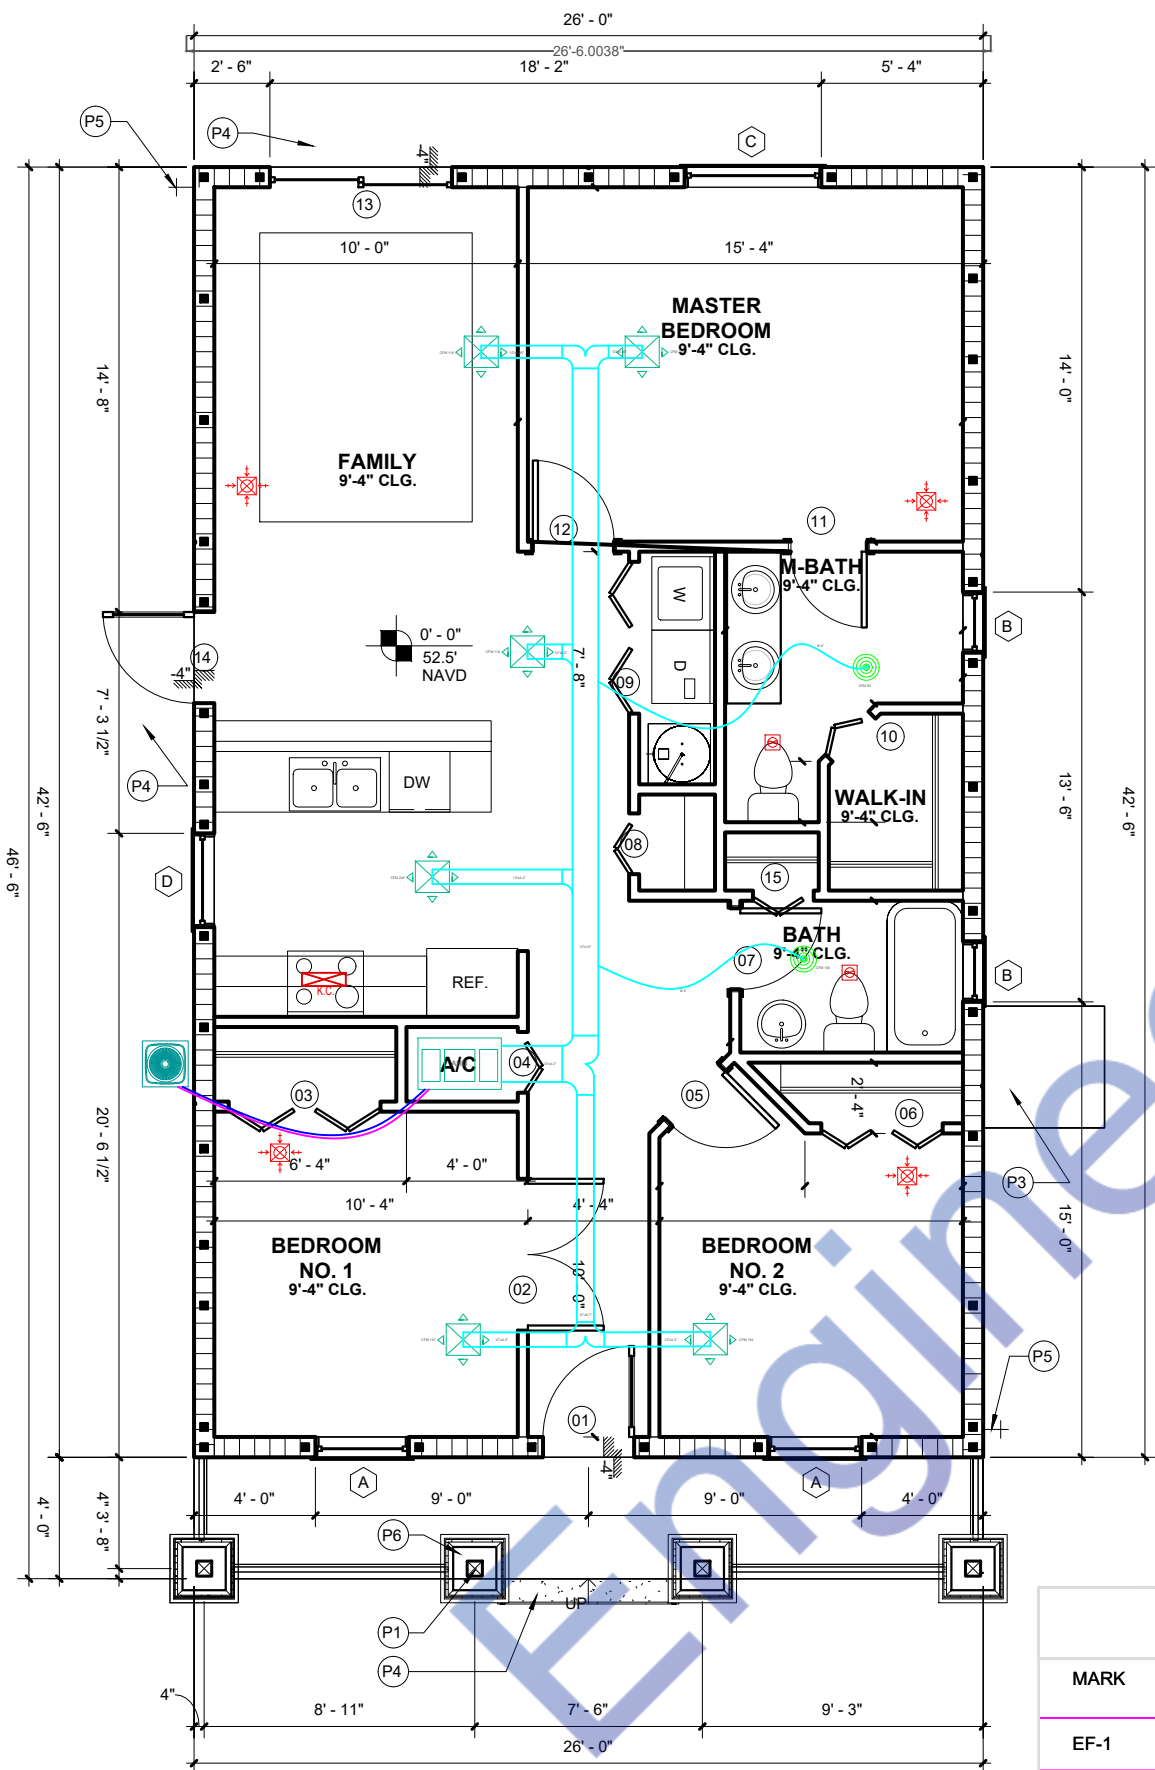 26' - 0"
26'-6.0038"
2' - 6"
18' - 2"
5' - 4"
P5
P4
C
-4"
13
10' - 0"
15' - 4"
MASTER
BEDROOM
9'-4" CLG.
14' - 8"
14' - 0"
FAMILY
9'-4" CLG.
12
11
M-BATH
9'-4" CLG.
W
B
14
-4"
0' - 0"
52.5'
NAVD
7' - 8"
D
09
7' - 3 1/2"
10
P4
DW
WALK-IN
9'-4" CLG.
42' - 6"
46' - 6"
13' - 6"
42' - 6"
08
D
15
BATH
9'-4" CLG.
07
REF.
K.C.
B
A/C
04
03
05
2' - 4"
06
20' - 6 1/2"
6' - 4"
4' - 0"
P3
10' - 4"
4' - 4"
15' - 0"
BEDROOM
NO. 1
9'-4" CLG.
BEDROOM
NO. 2
9'-4" CLG.
02
10' - 0"
P5
01
-4"
A
A
4' - 0"
9' - 0"
9' - 0"
4' - 0"
4' - 0"
4"
3' - 8"
P6
UP
P1
P4
Engine
MARK
4"
8' - 11"
7' - 6"
9' - 3"
26' - 0"
EF-1